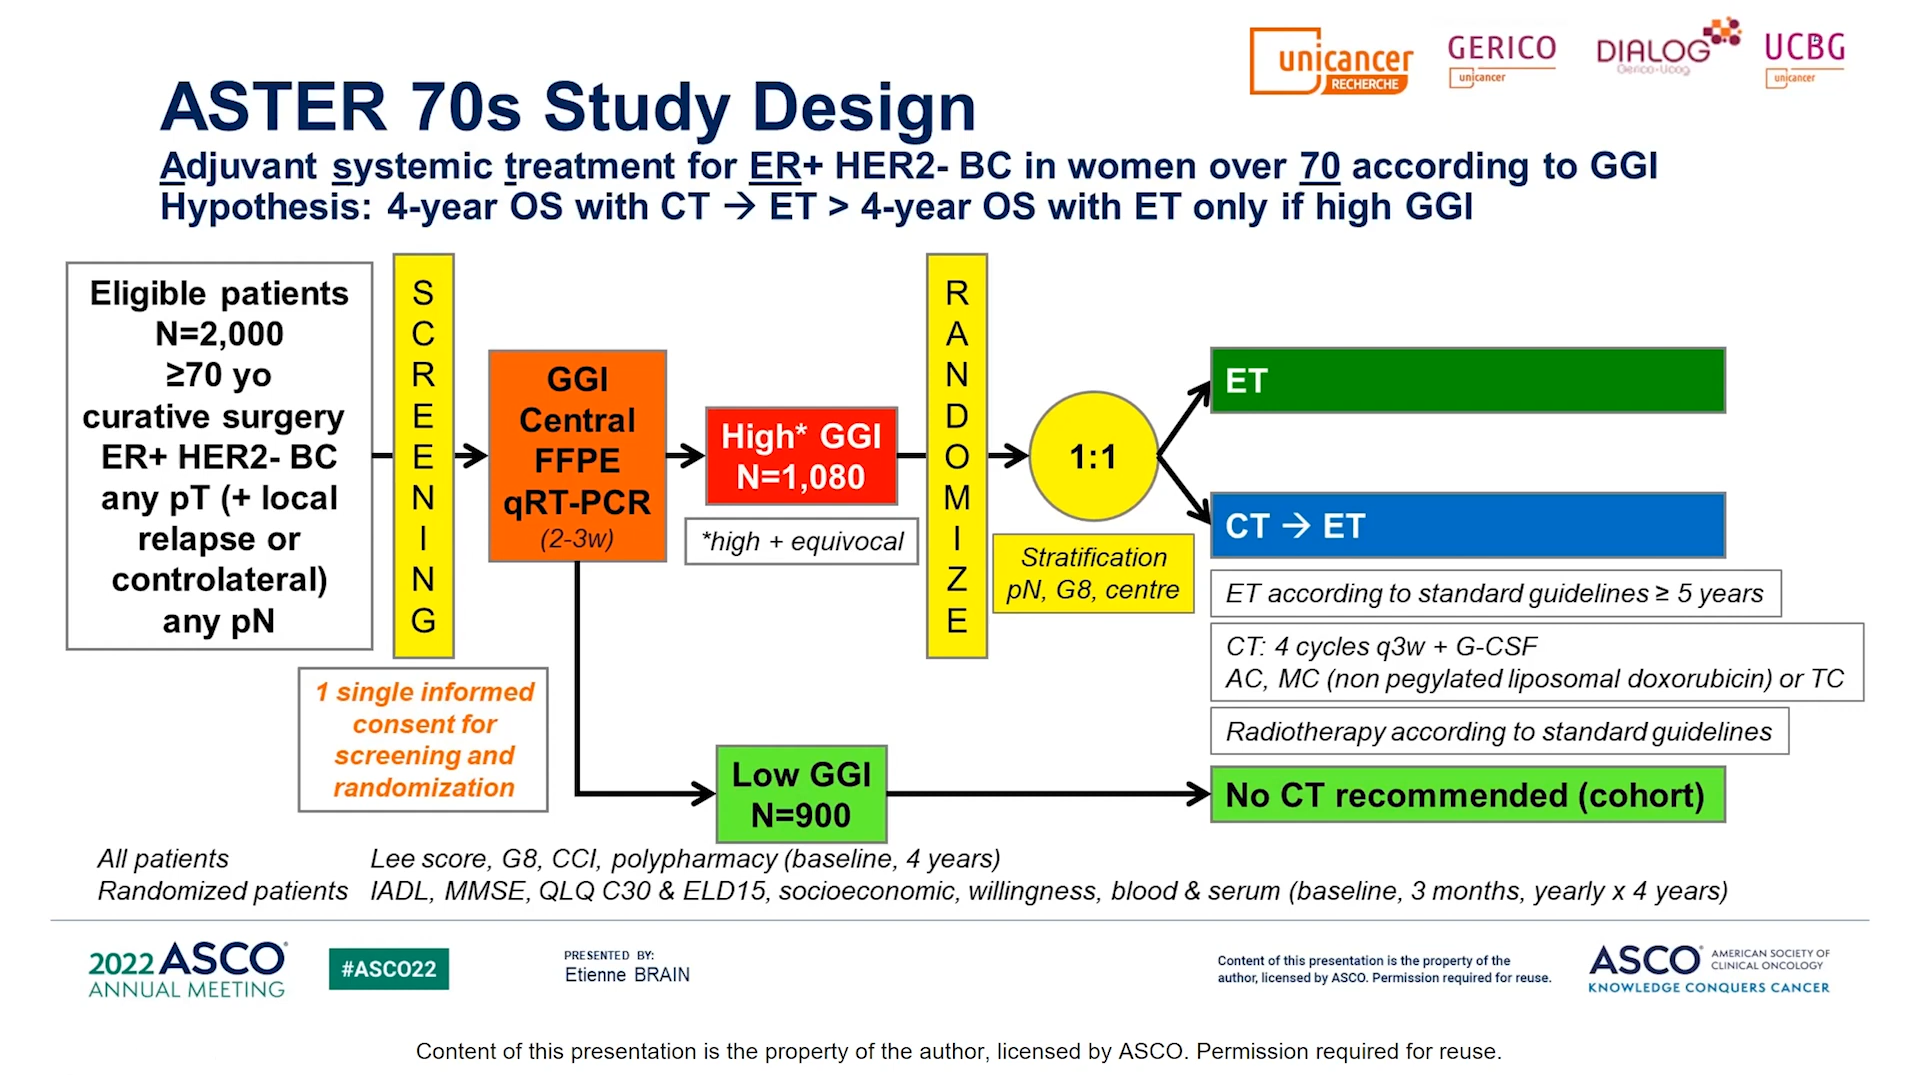 unicancer
RECHERCHE
GERICO
unicancer
DIALOG
Gerico-Ucog
UCBG
unicancer
ASTER 70s Study Design
Adjuvant systemic treatment for ER+ HER2- BC in women over 70 according to GGI
Hypothesis: 4-year OS with CT → ET > 4-year OS with ET only if high GGI
Eligible patients
N=2,000
≥70 yo
curative surgery
ER+ HER2- BC
any pT (+ local
relapse or
controlateral)
any pN
S
C
R
E
E
N
I
N
G
1 single informed
consent for
screening and
randomization
GGI
Central
FFPE
qRT-PCR
(2-3w)
High* GGI
N=1,080
*high + equivocal
R
A
N
D
O
M
I
Z
E
1:1
Stratification
pN, G8, centre
ET
CT → ET
ET according to standard guidelines ≥ 5 years
CT: 4 cycles q3w + G-CSF
AC, MC (non pegylated liposomal doxorubicin) or TC
Radiotherapy according to standard guidelines
Low GGI
N=900
No CT recommended (cohort)
All patients Lee score, G8, CCI, polypharmacy (baseline, 4 years)
Randomized patients IADL, MMSE, QLQ C30 & ELD15, socioeconomic, willingness, blood & serum (baseline, 3 months, yearly x 4 years)
2022 ASCO®
ANNUAL MEETING
#ASCO22
PRESENTED BY:
Etienne BRAIN
Content of this presentation is the property of the
author, licensed by ASCO. Permission required for reuse.
ASCO® AMERICAN SOCIETY OF
CLINICAL ONCOLOGY
KNOWLEDGE CONQUERS CANCER
Content of this presentation is the property of the author, licensed by ASCO. Permission required for reuse.